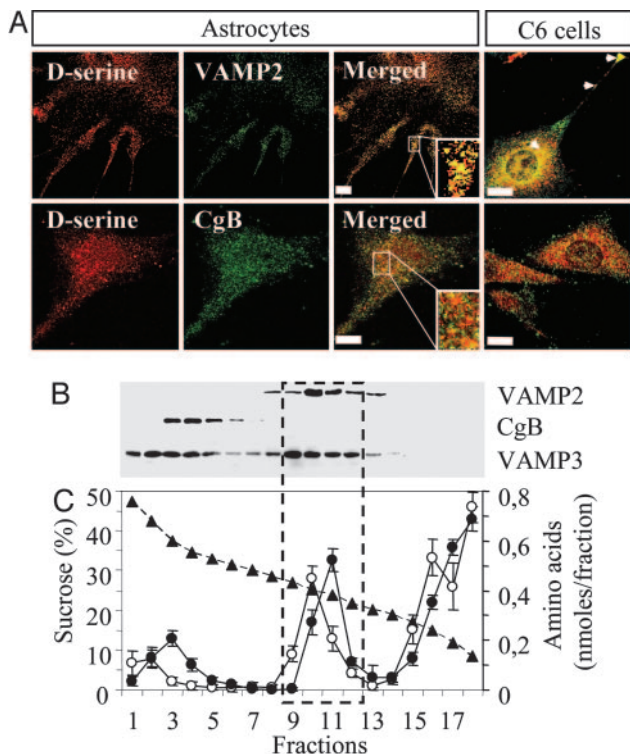 A
Astrocytes
C6 cells
D-serine
VAMP2
Merged
D-serine
CgB
Merged
B
VAMP2
CgB
VAMP3
C
50
40
30
20
10
0
Sucrose (%)
0,8
0,6
0,4
0,2
0
Amino acids
(nmoles/fraction)
1 3 5 7 9 11 13 15 17
Fractions